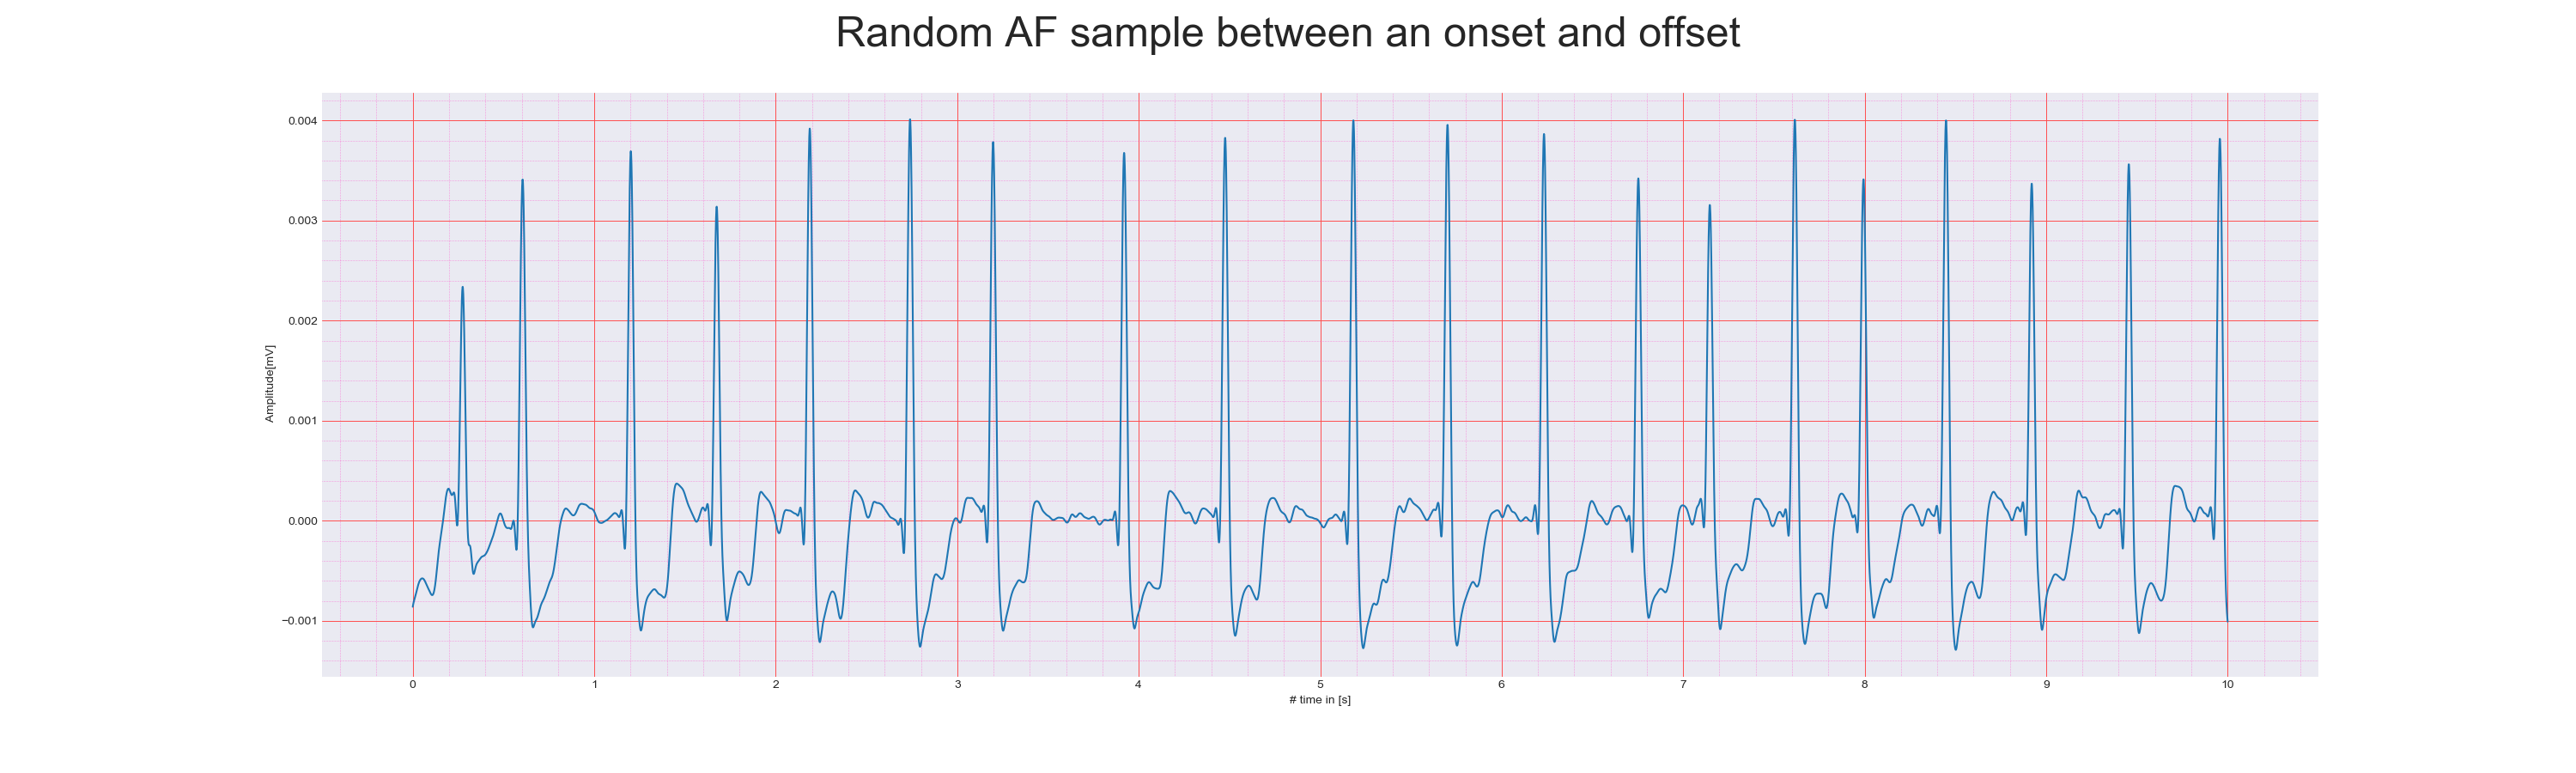 Random AF sample between an onset and offset
0.004
0.003
0.002
0.001
0.000
−0.001
Amplitude[mV]
0 1 2 3 4 5 6 7 8 9 10
# time in [s]